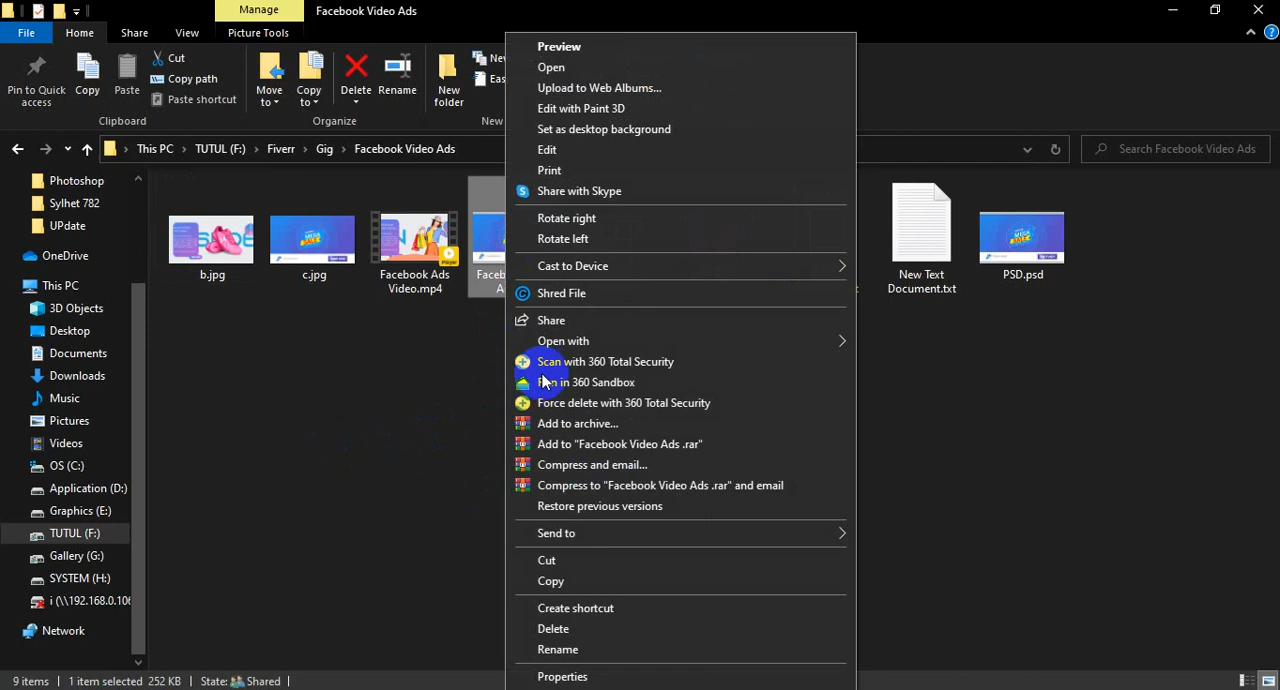 Manage
Facebook Video Ads
File
Home
Share
View
Picture Tools
Pin to Quick
access
Copy
Paste
Cut
Copy path
Paste shortcut
Clipboard
Move
to
Copy
to
Delete
Rename
Organize
New
folder
New
This PC
TUTUL (F:)
Fiverr
Gig
Facebook Video Ads
Search Facebook Video Ads
Photoshop
Sylhet 782
UPdate
OneDrive
This PC
3D Objects
Desktop
Documents
Downloads
Music
Pictures
Videos
OS (C:)
Application (D:)
Graphics (E:)
TUTUL (F:)
Gallery (G:)
SYSTEM (H:)
i (\\192.168.0.106
Network
b.jpg
c.jpg
Facebook Ads
Video.mp4
New Text
Document.txt
PSD.psd
MEGA
SALE
Preview
Open
Upload to Web Albums...
Edit with Paint 3D
Set as desktop background
Edit
Print
Share with Skype
Rotate right
Rotate left
Cast to Device
Shred File
Share
Open with
Scan with 360 Total Security
Run in 360 Sandbox
Force delete with 360 Total Security
Add to archive...
Add to "Facebook Video Ads .rar"
Compress and email...
Compress to "Facebook Video Ads .rar" and email
Restore previous versions
Send to
Cut
Copy
Create shortcut
Delete
Rename
Properties
9 items
1 item selected 252 KB
State: Shared